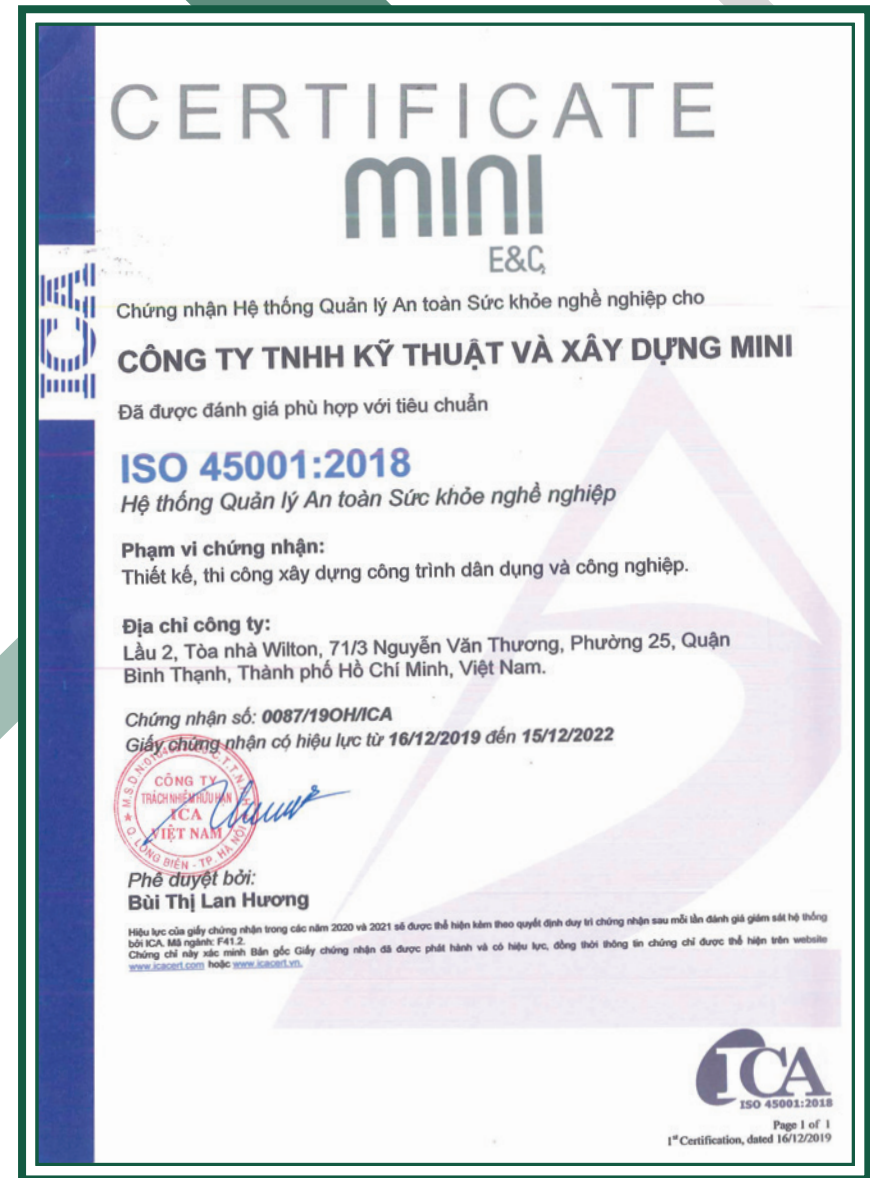 CERTIFICATE
mini
E&C
ICA
Chứng nhận Hệ thống Quản lý An toàn Sức khỏe nghề nghiệp cho
CÔNG TY TNHH KỸ THUẬT VÀ XÂY DỰNG MINI
Đã được đánh giá phù hợp với tiêu chuẩn
ISO 45001:2018
Hệ thống Quản lý An toàn Sức khỏe nghề nghiệp
Phạm vi chứng nhận:
Thiết kế, thi công xây dựng công trình dân dụng và công nghiệp.
Địa chỉ công ty:
Lầu 2, Tòa nhà Wilton, 71/3 Nguyễn Văn Thương, Phường 25, Quận
Bình Thạnh, Thành phố Hồ Chí Minh, Việt Nam.
Chứng nhận số: 0087/19OH/ICA
Giấy chứng nhận có hiệu lực từ 16/12/2019 đến 15/12/2022
CÔNG TY
TRÁCH NHIỆM HỮU HẠN
ICA
VIỆT NAM
Q. LONG BIÊN - TP. HÀ NỘI
Phê duyệt bởi:
Bùi Thị Lan Hương
Hiệu lực của giấy chứng nhận trong các năm 2020 và 2021 sẽ được thể hiện kèm theo quyết định duy trì chứng nhận sau mỗi lần đánh giá giám sát hệ thống
bởi ICA. Mã ngành: F41.2.
Chứng chỉ này xác minh Bản gốc Giấy chứng nhận đã được phát hành và có hiệu lực, đồng thời thông tin chứng chỉ được thể hiện trên website
www.icacert.com hoặc www.icacert.vn.
ICA
ISO 45001:2018
Page 1 of 1
1st Certification, dated 16/12/2019